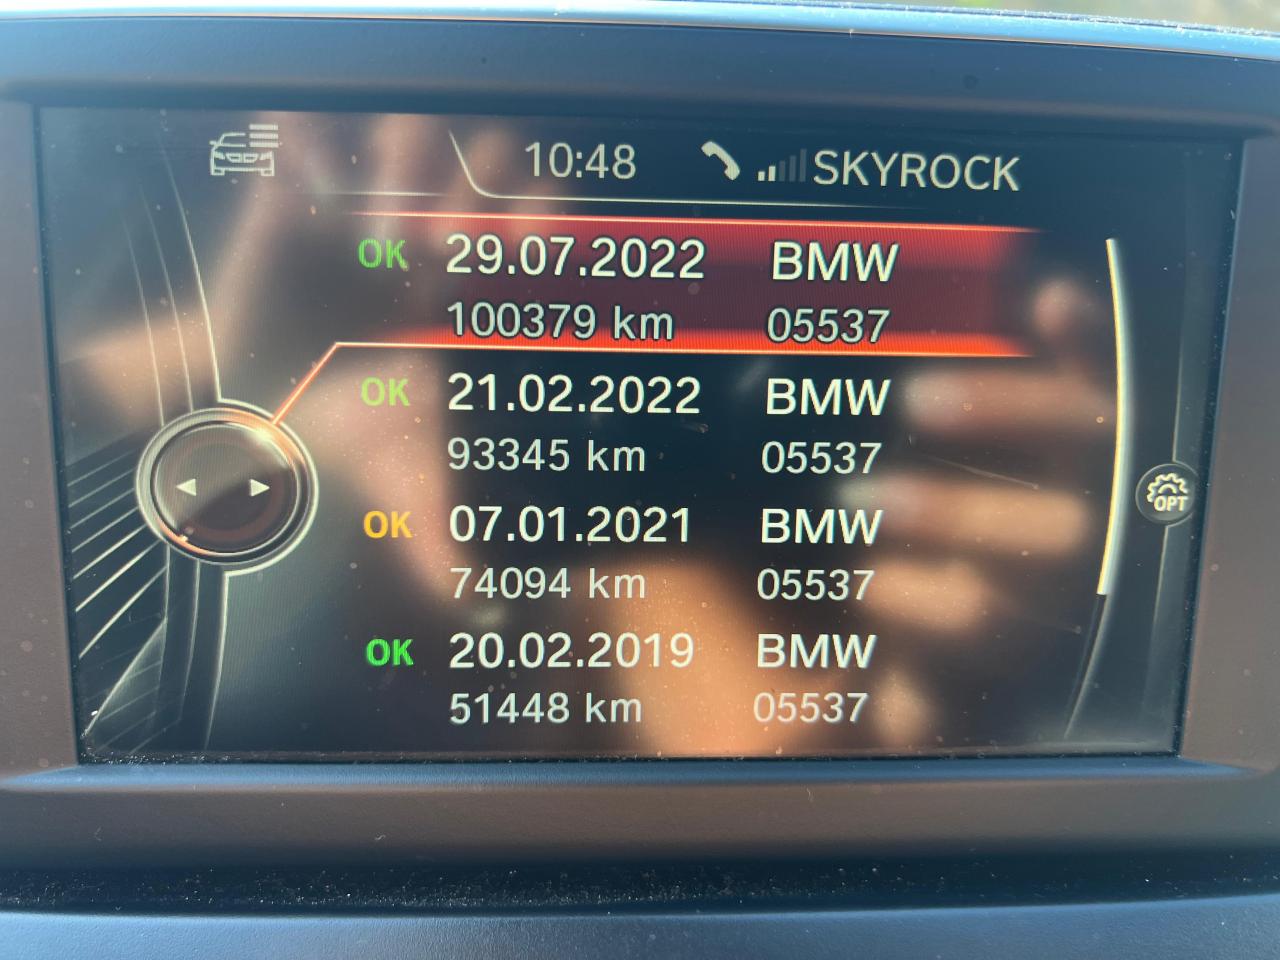 10:48 SKYROCK
OK 29.07.2022 BMW
100379 km 05537
OK 21.02.2022 BMW
93345 km 05537
OK 07.01.2021 BMW
74094 km 05537
OK 20.02.2019 BMW
51448 km 05537
OPT